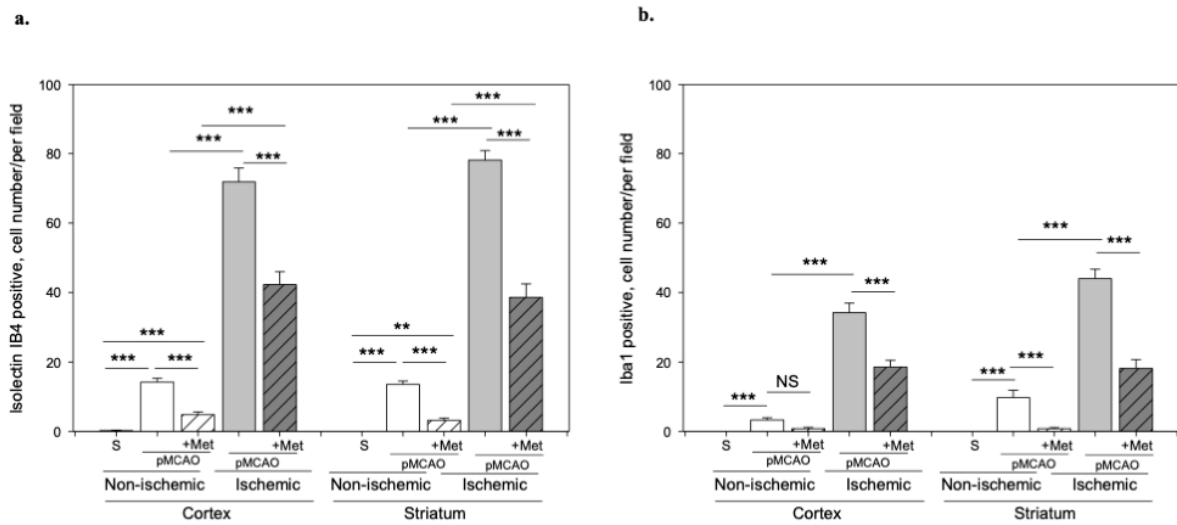 a.
Isolectin IB4 positive, cell number/per field
100
80
60
40
20
0
*** *** ***
*** *** ***
*** **
*** *** *** ***
S +Met +Met S +Met +Met
pMCAO pMCAO pMCAO pMCAO
Non-ischemic Ischemic Non-ischemic Ischemic
Cortex Striatum
b.
Iba1 positive, cell number/per field
100
80
60
40
20
0
*** ***
*** ***
*** NS *** ***
S +Met +Met S +Met +Met
pMCAO pMCAO pMCAO pMCAO
Non-ischemic Ischemic Non-ischemic Ischemic
Cortex Striatum